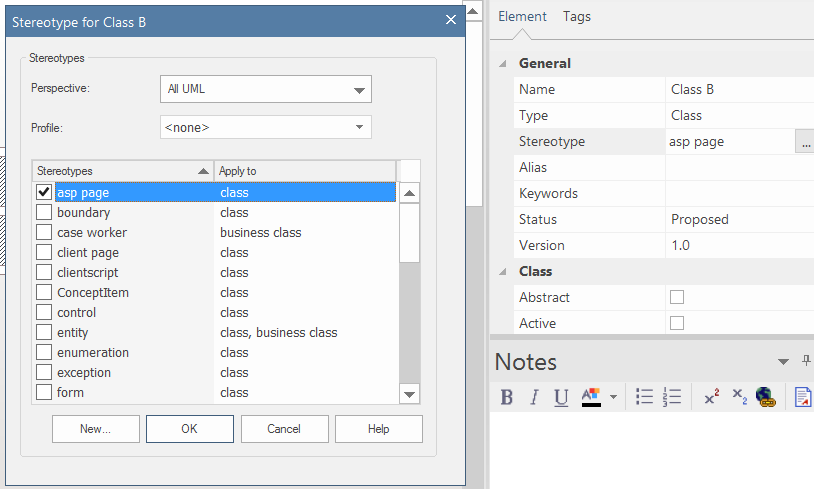 Stereotype for Class B
Stereotypes
Perspective:
All UML
Profile:
<none>
Stereotypes Apply to
asp page class
boundary class
case worker business class
client page class
clientscript class
ConceptItem class
control class
entity class, business class
enumeration class
exception class
form class
New... OK Cancel Help
Element Tags
General
Name Class B
Type Class
Stereotype asp page ...
Alias
Keywords
Status Proposed
Version 1.0
Class
Abstract
Active
Notes
B I U A x² x₂